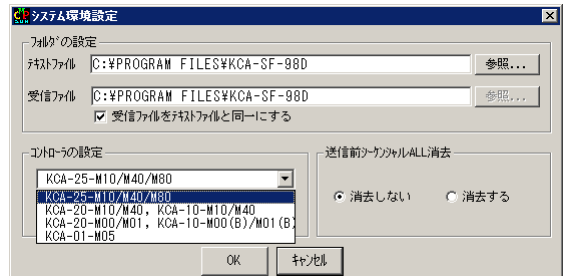 システム環境設定
フォルダの設定
テキストファイル C:¥PROGRAM FILES¥KCA-SF-98D 参照...
受信ファイル C:¥PROGRAM FILES¥KCA-SF-98D 参照...
受信ファイルをテキストファイルと同一にする
コントローラの設定
KCA-25-M10/M40/M80
KCA-25-M10/M40/M80
KCA-20-M10/M40, KCA-10-M10/M40
KCA-20-M00/M01, KCA-10-M00(B)/M01(B)
KCA-01-M05
送信前シーケンシャルALL消去
消去しない 消去する
OK キャンセル